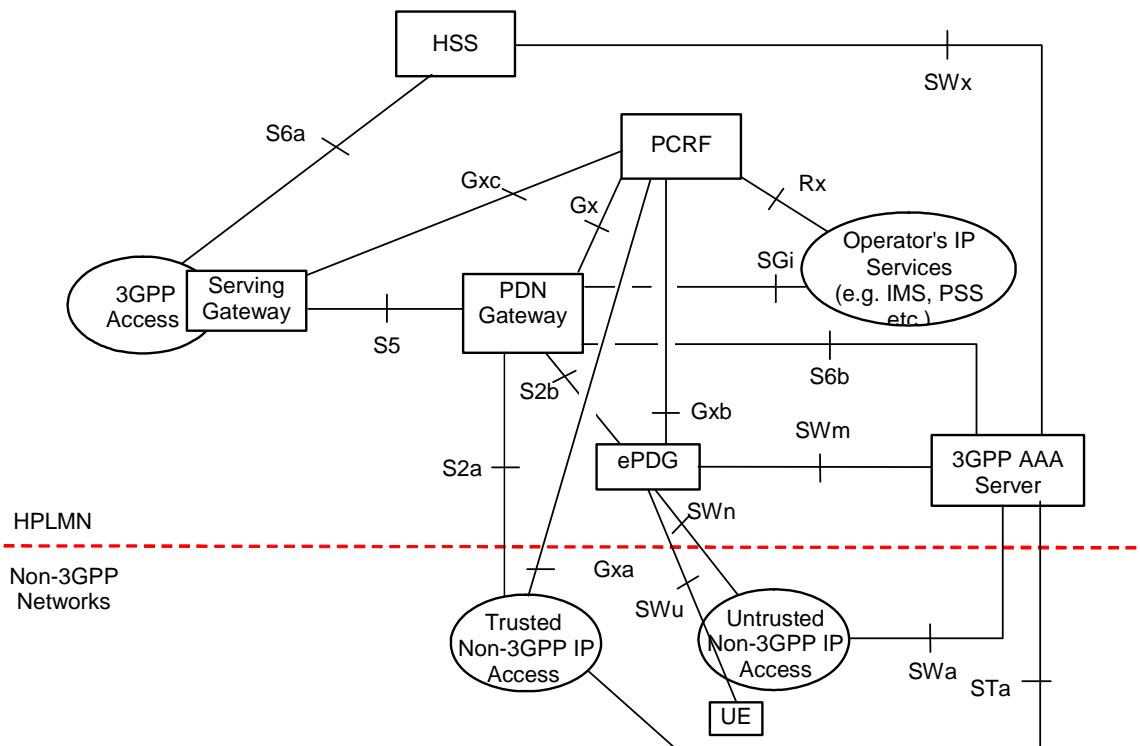 HSS
SWx
S6a
PCRF
Gxc
Rx
Gx
Operator's IP
Services
(e.g. IMS, PSS
etc.)
SGi
3GPP
Access
Serving
Gateway
PDN
Gateway
S5
S6b
S2b
Gxb
SWm
ePDG
3GPP AAA
Server
S2a
SWn
HPLMN
Non-3GPP
Networks
Gxa
SWu
Trusted
Non-3GPP IP
Access
Untrusted
Non-3GPP IP
Access
SWa
STa
UE